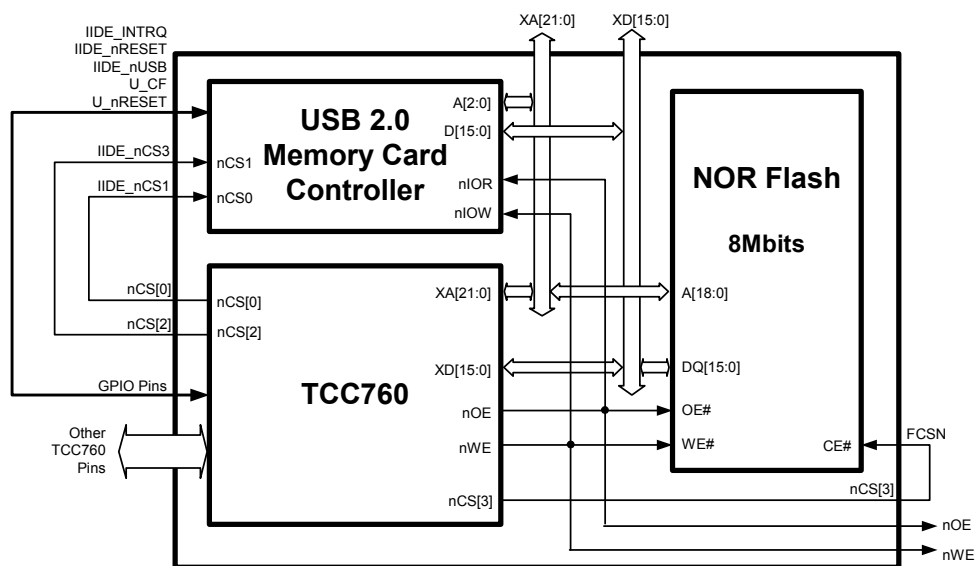 XA[21:0]
XD[15:0]
IIDE_INTRQ
IIDE_nRESET
IIDE_nUSB
U_CF
U_nRESET
IIDE_nCS3
IIDE_nCS1
nCS[0]
nCS[2]
GPIO Pins
Other
TCC760
Pins
USB 2.0
Memory Card
Controller
nCS1
nCS0
A[2:0]
D[15:0]
nIOR
nIOW
TCC760
nCS[0]
nCS[2]
XA[21:0]
XD[15:0]
nOE
nWE
nCS[3]
NOR Flash
8Mbits
A[18:0]
DQ[15:0]
OE#
WE#
CE#
FCSN
nCS[3]
nOE
nWE